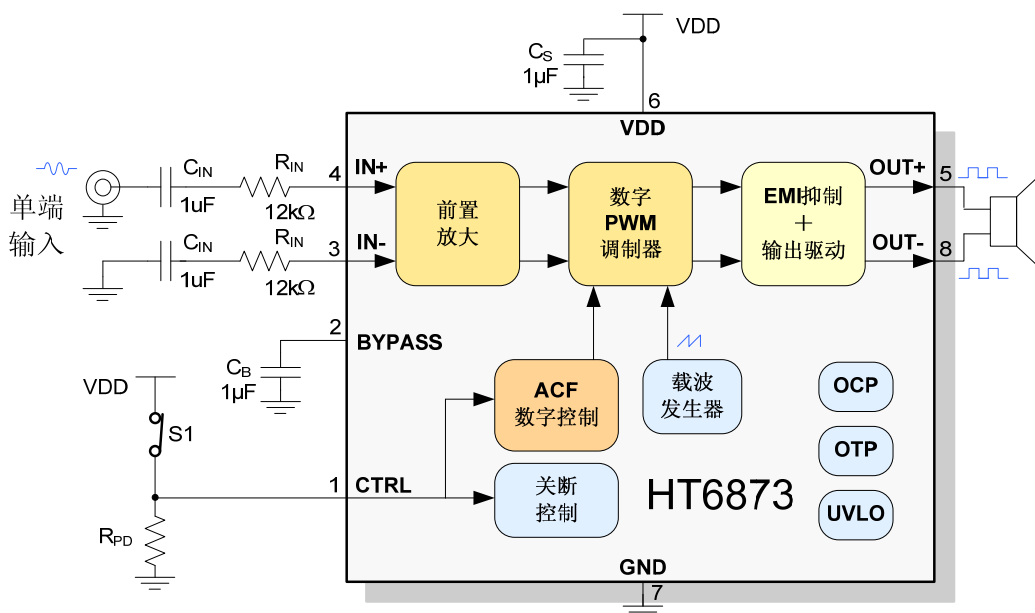 VDD
CS
1μF
6
VDD
单端
输入
CIN
1uF
RIN
12kΩ
4
IN+
CIN
1uF
RIN
12kΩ
3
IN-
前置
放大
数字
PWM
调制器
EMI抑制
+
输出驱动
OUT+
5
OUT-
8
2
BYPASS
CB
1μF
VDD
S1
ACF
数字控制
载波
发生器
OCP
OTP
UVLO
1
CTRL
关断
控制
HT6873
RPD
GND
7